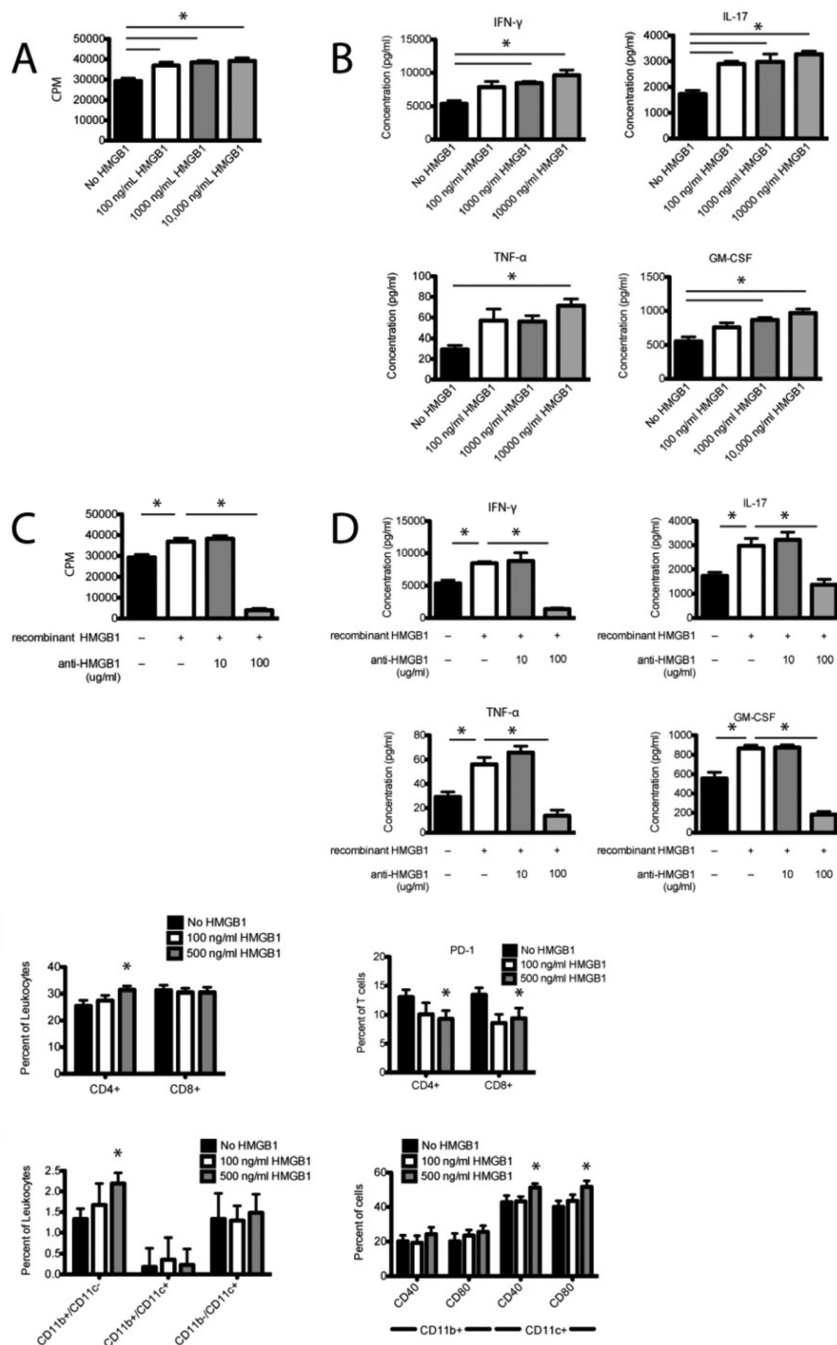 A
*
CPM
50000
40000
30000
20000
10000
0
No HMGB1
100 ng/mL HMGB1
1000 ng/mL HMGB1
10,000 ng/mL HMGB1
B
IFN-γ
*
Concentration (pg/ml)
15000
10000
5000
0
No HMGB1
100 ng/ml HMGB1
1000 ng/ml HMGB1
10000 ng/ml HMGB1
IL-17
*
Concentration (pg/ml)
4000
3000
2000
1000
0
No HMGB1
100 ng/ml HMGB1
1000 ng/ml HMGB1
10000 ng/ml HMGB1
TNF-α
*
Concentration (pg/ml)
100
80
60
40
20
0
No HMGB1
100 ng/ml HMGB1
1000 ng/ml HMGB1
10000 ng/ml HMGB1
GM-CSF
*
Concentration (pg/ml)
1500
1000
500
0
No HMGB1
100 ng/ml HMGB1
1000 ng/ml HMGB1
10,000 ng/ml HMGB1
C
* *
CPM
50000
40000
30000
20000
10000
0
recombinant HMGB1 – + + +
anti-HMGB1 – – 10 100
(ug/ml)
D
IFN-γ
* *
Concentration (pg/ml)
15000
10000
5000
0
recombinant HMGB1 – + + +
anti-HMGB1 – – 10 100
(ug/ml)
IL-17
* *
Concentration (pg/ml)
4000
3000
2000
1000
0
recombinant HMGB1 – + + +
anti-HMGB1 – – 10 100
(ug/ml)
TNF-α
* *
Concentration (pg/ml)
80
60
40
20
0
recombinant HMGB1 – + + +
anti-HMGB1 – – 10 100
(ug/ml)
GM-CSF
* *
Concentration (pg/ml)
1000
800
600
400
200
0
recombinant HMGB1 – + + +
anti-HMGB1 – – 10 100
(ug/ml)
No HMGB1
100 ng/ml HMGB1
500 ng/ml HMGB1
*
Percent of Leukocytes
40
30
20
10
0
CD4+ CD8+
PD-1
No HMGB1
100 ng/ml HMGB1
500 ng/ml HMGB1
* *
Percent of T cells
20
15
10
5
0
CD4+ CD8+
No HMGB1
100 ng/ml HMGB1
500 ng/ml HMGB1
*
Percent of Leukocytes
2.5
2.0
1.5
1.0
0.5
0.0
CD11b+/CD11c-
CD11b+/CD11c+
CD11b-/CD11c+
No HMGB1
100 ng/ml HMGB1
500 ng/ml HMGB1
* *
Percent of cells
60
40
20
0
CD40
CD80
CD40
CD80
CD11b+ CD11c+